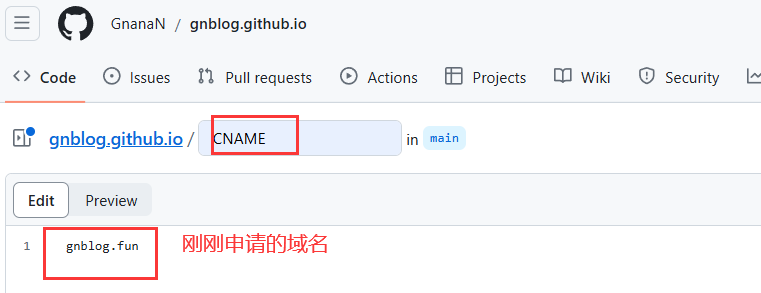 GnanaN / gnblog.github.io
Code Issues Pull requests Actions Projects Wiki Security
gnblog.github.io / CNAME in main
Edit Preview
1 gnblog.fun 刚刚申请的域名